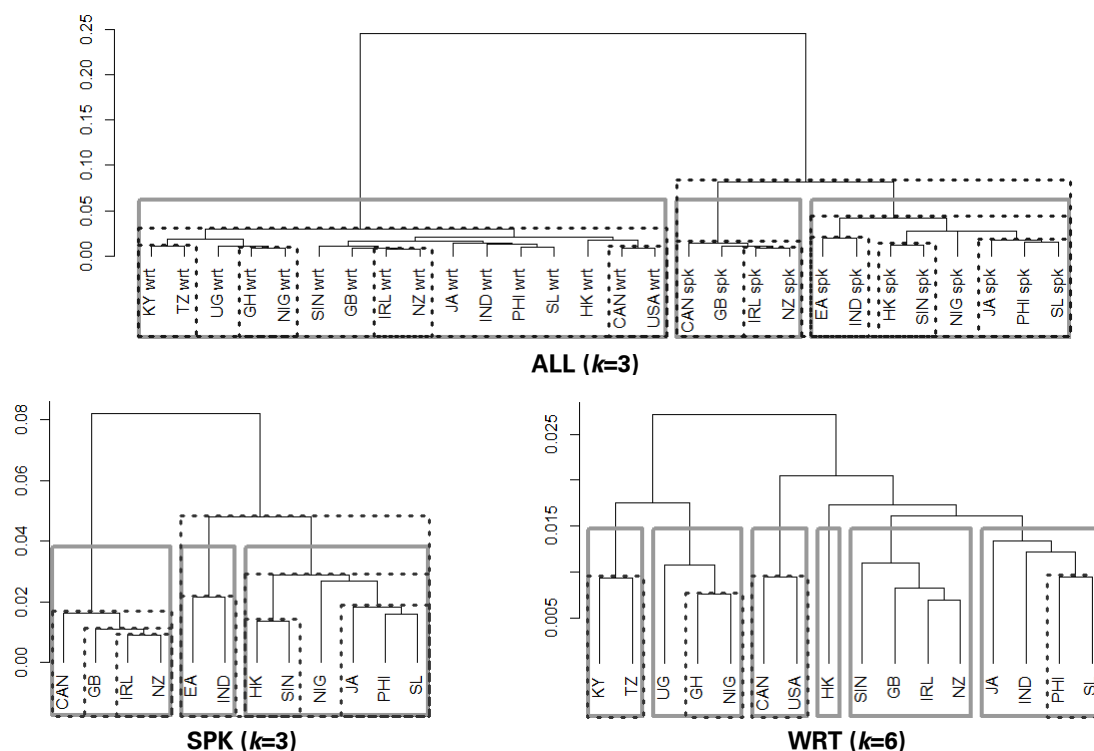 0.25
0.20
0.15
0.10
0.05
0.00
KY wrt
TZ wrt
UG wrt
GH wrt
NIG wrt
SIN wrt
GB wrt
IRL wrt
NZ wrt
JA wrt
IND wrt
PHI wrt
SL wrt
HK wrt
CAN wrt
USA wrt
CAN spk
GB spk
IRL spk
NZ spk
EA spk
IND spk
HK spk
SIN spk
NIG spk
JA spk
PHI spk
SL spk
ALL (k=3)
0.08
0.06
0.04
0.02
0.00
CAN
GB
IRL
NZ
EA
IND
HK
SIN
NIG
JA
PHI
SL
SPK (k=3)
0.025
0.015
0.005
KY
TZ
UG
GH
NIG
CAN
USA
HK
SIN
GB
IRL
NZ
JA
IND
PHI
SL
WRT (k=6)